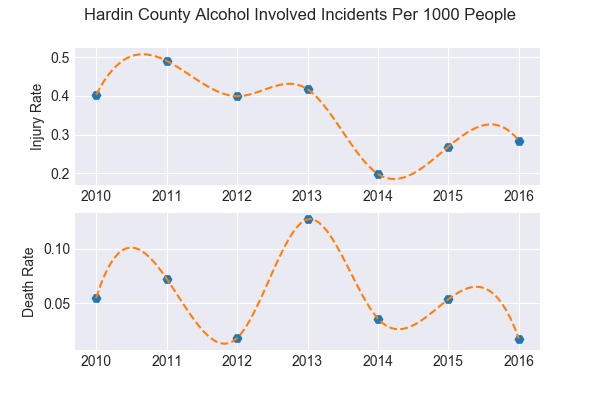 Hardin County Alcohol Involved Incidents Per 1000 People
0.5
0.4
0.3
0.2
Injury Rate
2010 2011 2012 2013 2014 2015 2016
0.10
0.05
Death Rate
2010 2011 2012 2013 2014 2015 2016